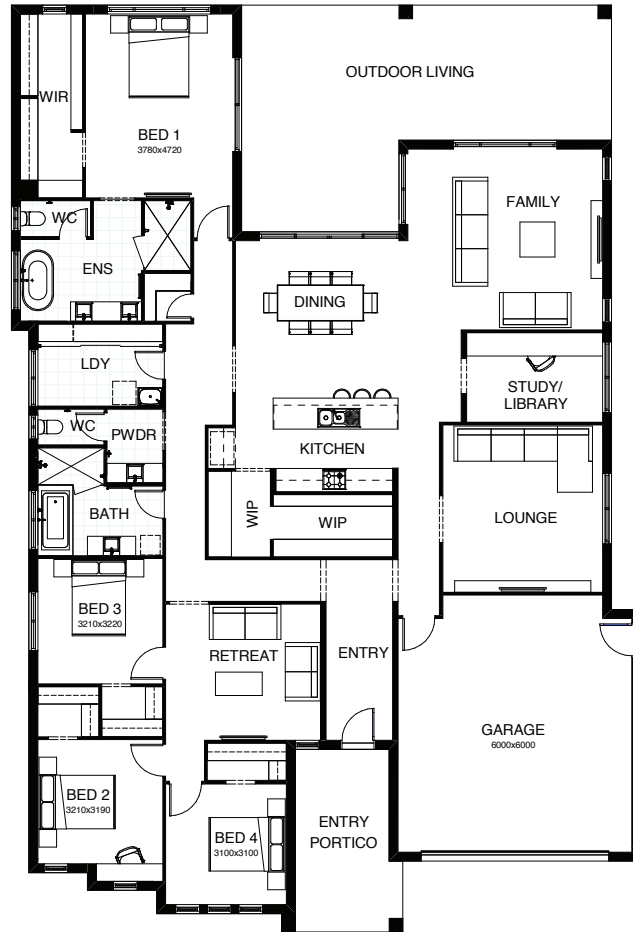 OUTDOOR LIVING
WIR
BED 1
3780x4720
FAMILY
WC
ENS
DINING
LDY
STUDY/
LIBRARY
WC
PWDR
KITCHEN
BATH
WIP
WIP
LOUNGE
BED 3
3210x3220
RETREAT
ENTRY
GARAGE
6000x6000
BED 2
3210x3190
BED 4
3100x3100
ENTRY
PORTICO